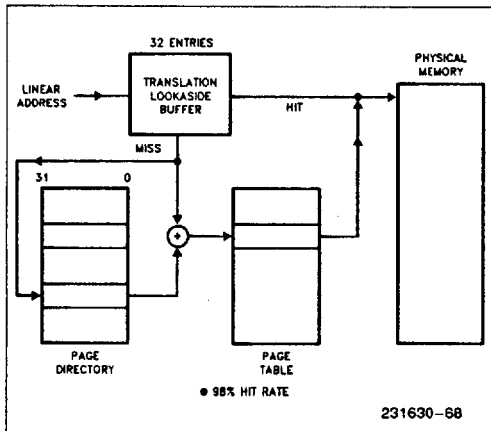 32 ENTRIES
TRANSLATION
LOOKASIDE
BUFFER
LINEAR
ADDRESS
HIT
PHYSICAL
MEMORY
MISS
31
0
+
PAGE
DIRECTORY
PAGE
TABLE
● 98% HIT RATE
231630-68